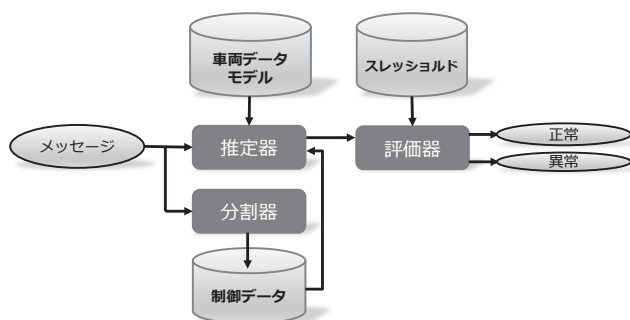 車両データ
モデル
スレッショルド
メッセージ
推定器
評価器
正常
異常
分割器
制御データ